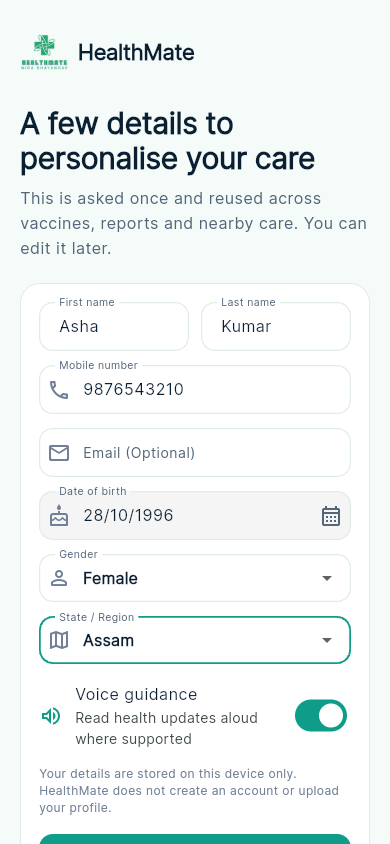 HEALTHMATE
HealthMate
A few details to
personalise your care
This is asked once and reused across
vaccines, reports and nearby care. You can
edit it later.
First name
Asha
Last name
Kumar
Mobile number
9876543210
Email (Optional)
Date of birth
28/10/1996
Gender
Female
State / Region
Assam
Voice guidance
Read health updates aloud
where supported
Your details are stored on this device only.
HealthMate does not create an account or upload
your profile.